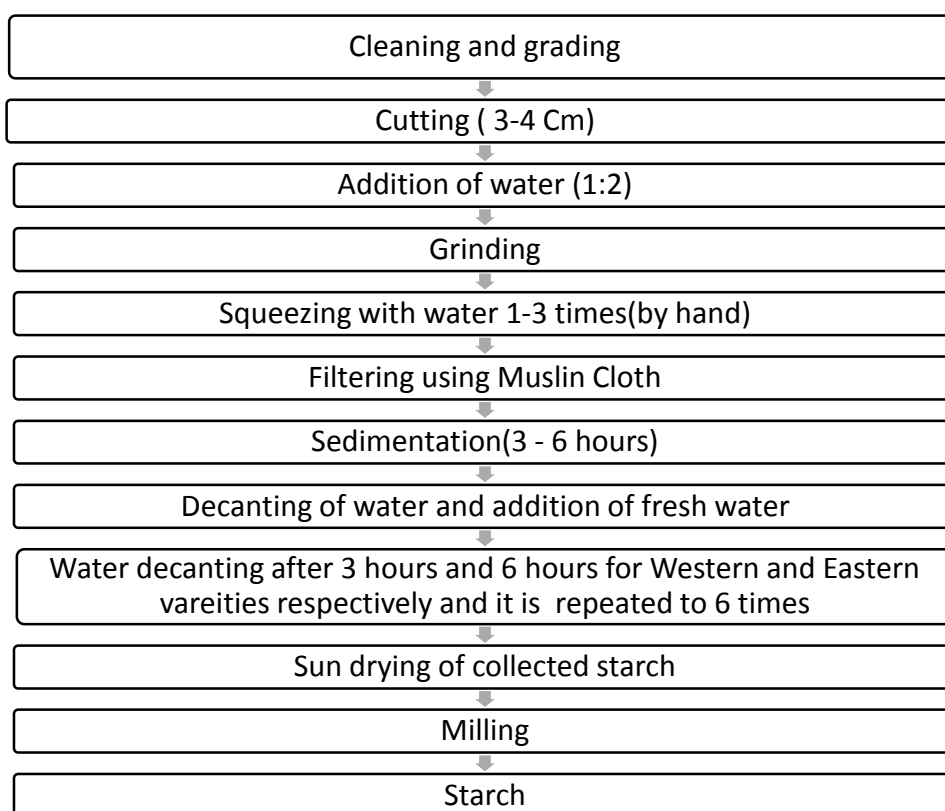 Cleaning and grading
Cutting ( 3-4 Cm)
Addition of water (1:2)
Grinding
Squeezing with water 1-3 times(by hand)
Filtering using Muslin Cloth
Sedimentation(3 - 6 hours)
Decanting of water and addition of fresh water
Water decanting after 3 hours and 6 hours for Western and Eastern
vareities respectively and it is  repeated to 6 times
Sun drying of collected starch
Milling
Starch